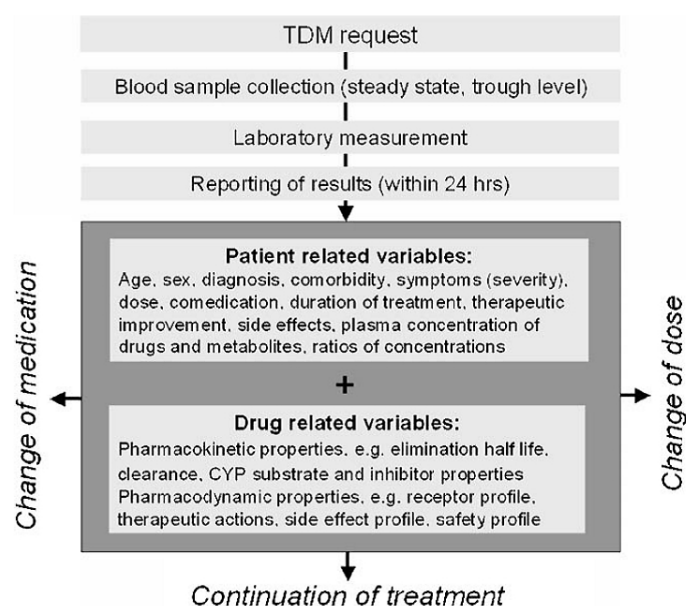 TDM request
Blood sample collection (steady state, trough level)
Laboratory measurement
Reporting of results (within 24 hrs)
Patient related variables:
Age, sex, diagnosis, comorbidity, symptoms (severity),
dose, comedication, duration of treatment, therapeutic
improvement, side effects, plasma concentration of
drugs and metabolites, ratios of concentrations
+
Drug related variables:
Pharmacokinetic properties, e.g. elimination half life,
clearance, CYP substrate and inhibitor properties
Pharmacodynamic properties, e.g. receptor profile,
therapeutic actions, side effect profile, safety profile
Change of medication
Change of dose
Continuation of treatment